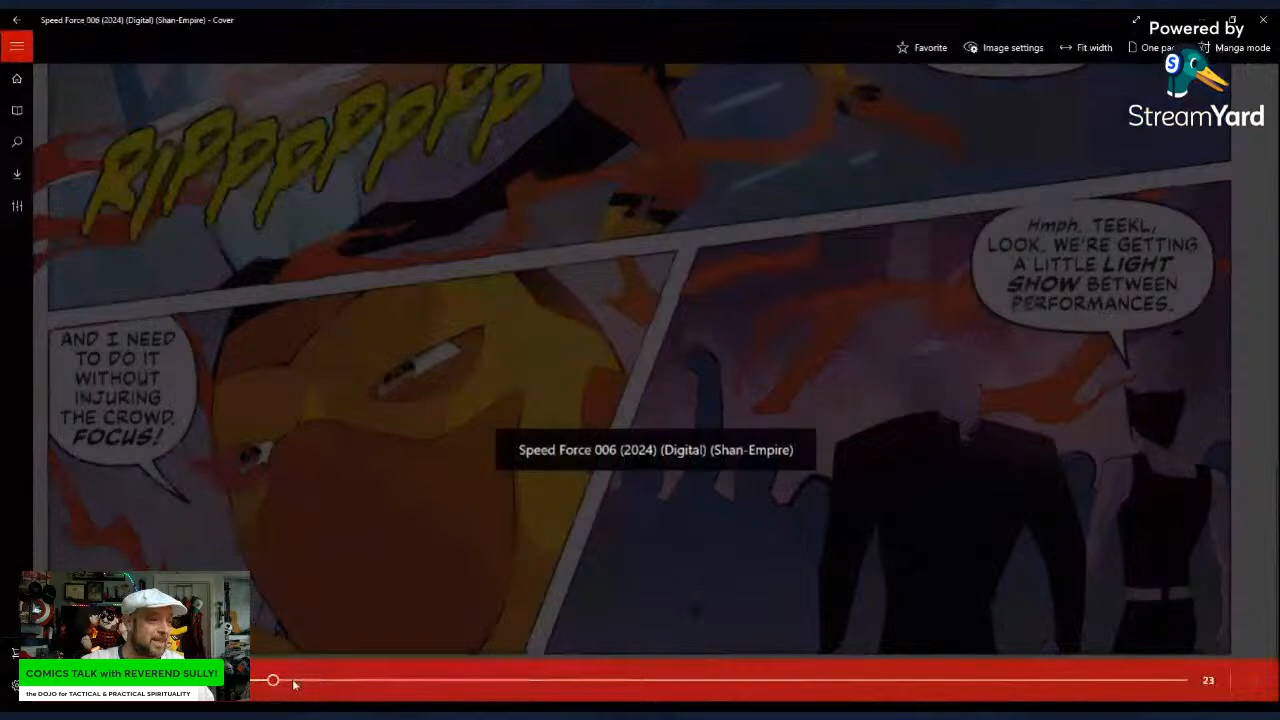 Speed Force 006 (2024) (Digital) (Shan-Empire) - Cover
Powered by
StreamYard
Favorite
Image settings
Fit width
Manga mode
RIPPPPPPP
Hmph. TEEKL,
LOOK. WE'RE GETTING
A LITTLE LIGHT
SHOW BETWEEN
PERFORMANCES.
AND I NEED
TO DO IT
WITHOUT
INJURING
THE CROWD.
FOCUS!
Speed Force 006 (2024) (Digital) (Shan-Empire)
COMICS TALK with REVEREND SULLY!
the DOJO for TACTICAL & PRACTICAL SPIRITUALITY
23